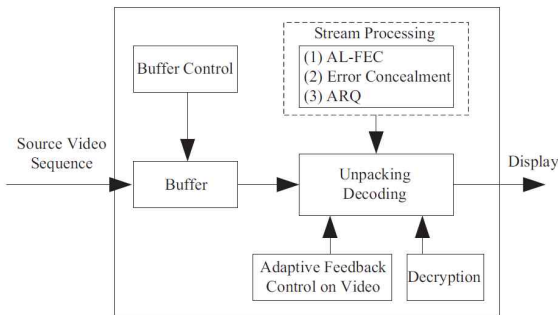 Stream Processing
(1) AL-FEC
(2) Error Concealment
(3) ARQ
Buffer Control
Source Video
Sequence
Buffer
Unpacking
Decoding
Display
Adaptive Feedback
Control on Video
Decryption